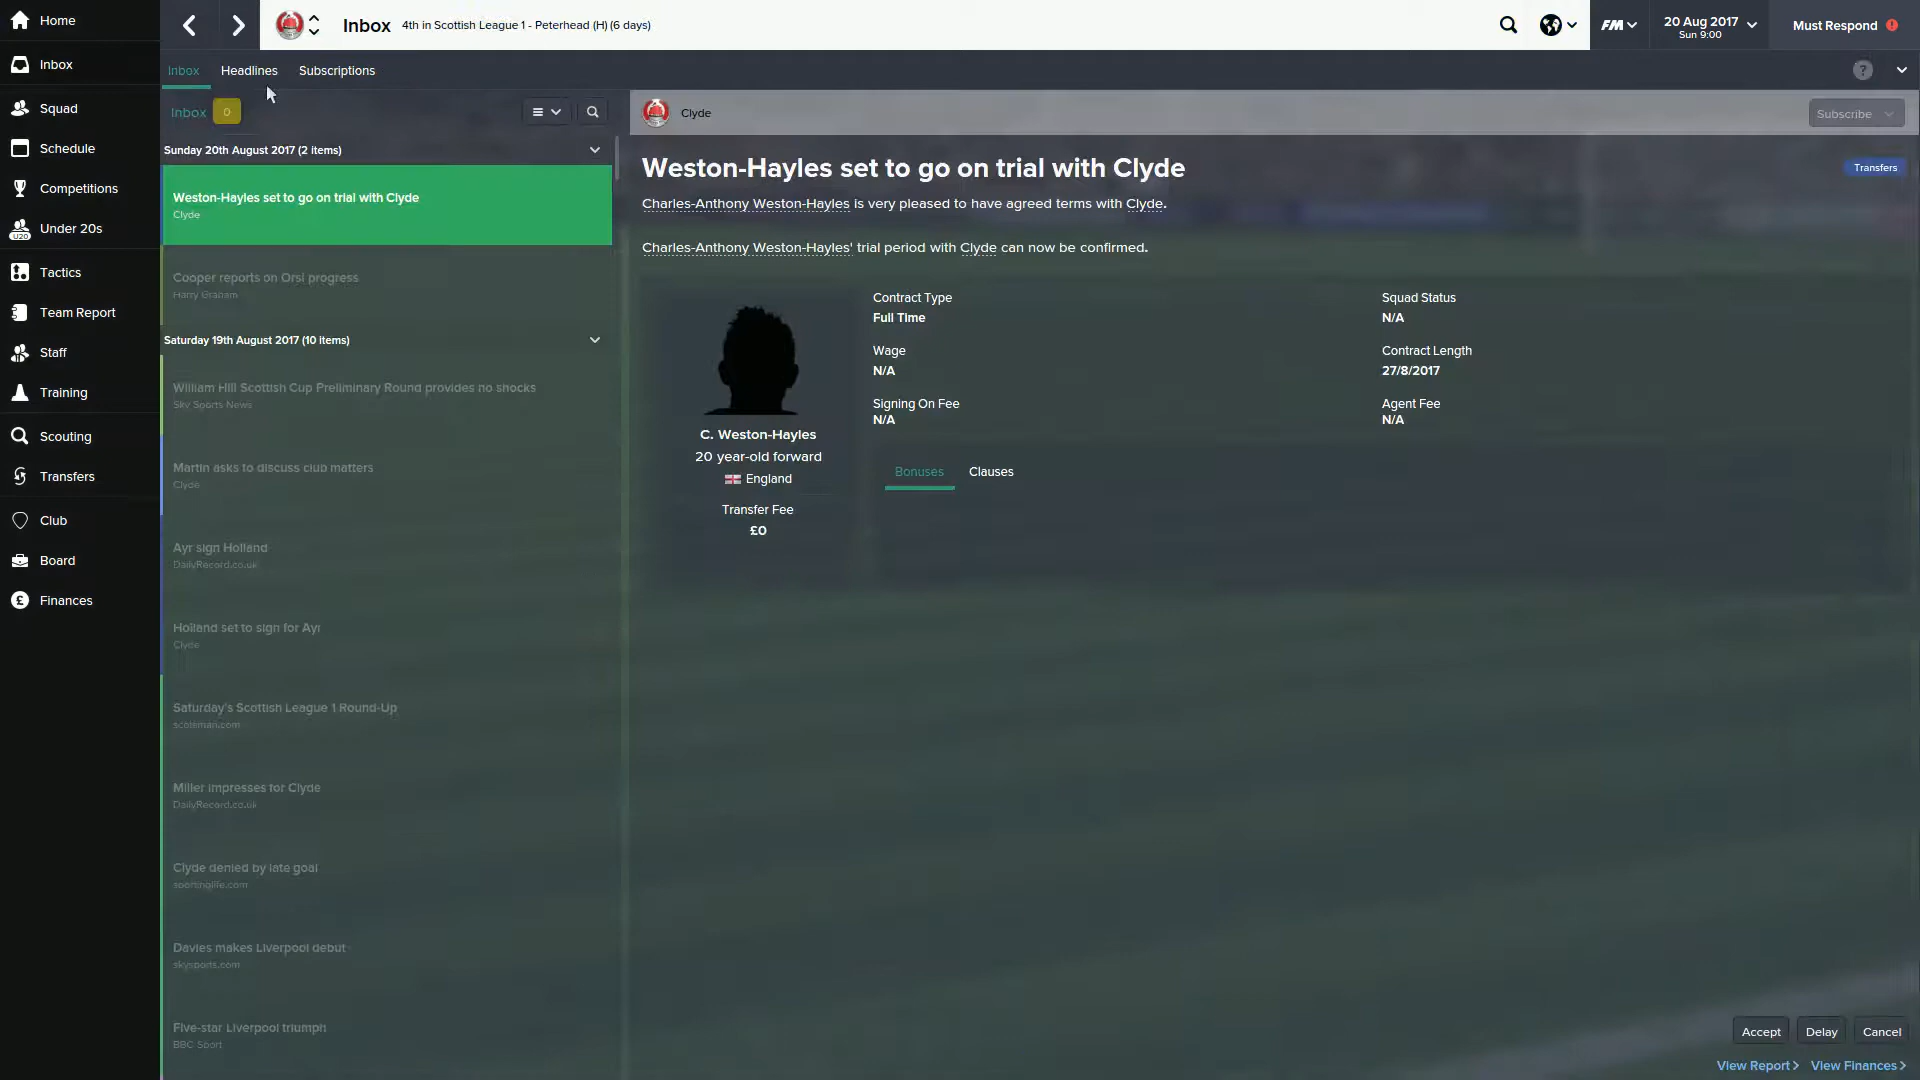 Home
Inbox
Squad
Schedule
Competitions
Under 20s
Tactics
Team Report
Staff
Training
Scouting
Transfers
Club
Board
Finances
Inbox 4th in Scottish League 1 - Peterhead (H) (6 days)
FM
20 Aug 2017
Sun 9:00
Must Respond
Inbox Headlines Subscriptions
Inbox 0
Sunday 20th August 2017 (2 items)
Weston-Hayles set to go on trial with Clyde
Clyde
Cooper reports on Orsi progress
Harry Graham
Saturday 19th August 2017 (10 items)
William Hill Scottish Cup Preliminary Round provides no shocks
Sky Sports News
Martin asks to discuss club matters
Clyde
Ayr sign Holland
DailyRecord.co.uk
Holland set to sign for Ayr
Clyde
Saturday's Scottish League 1 Round-Up
scotsman.com
Miller impresses for Clyde
DailyRecord.co.uk
Clyde denied by late goal
sportinglife.com
Davies makes Liverpool debut
skysports.com
Five-star Liverpool triumph
BBC Sport
Clyde
Subscribe
Weston-Hayles set to go on trial with Clyde
Transfers
Charles-Anthony Weston-Hayles is very pleased to have agreed terms with Clyde.
Charles-Anthony Weston-Hayles' trial period with Clyde can now be confirmed.
C. Weston-Hayles
20 year-old forward
England
Transfer Fee
£0
Contract Type
Full Time
Squad Status
N/A
Wage
N/A
Contract Length
27/8/2017
Signing On Fee
N/A
Agent Fee
N/A
Bonuses Clauses
Accept Delay Cancel
View Report> View Finances>